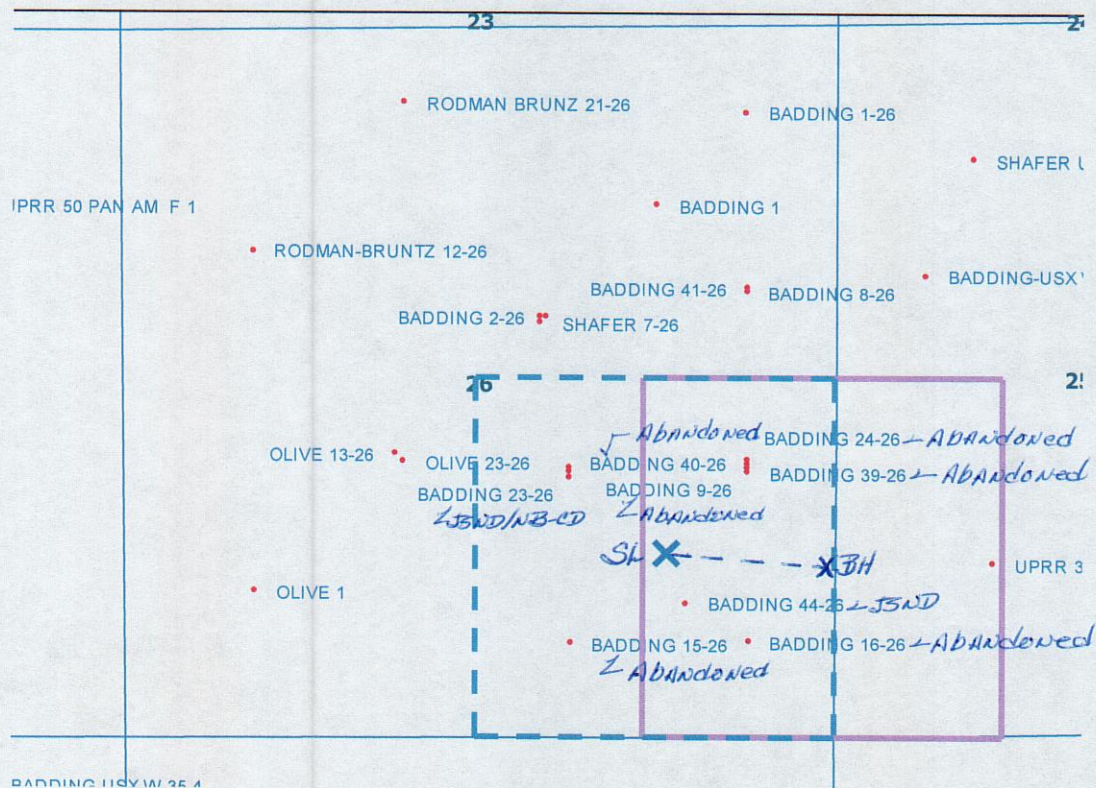 23
RODMAN BRUNZ 21-26
BADDING 1-26
SHAFER
IPRR 50 PAN AM F 1
BADDING 1
RODMAN-BRUNTZ 12-26
BADDING 41-26
BADDING 8-26
BADDING-USX
BADDING 2-26
SHAFER 7-26
26
Abandoned
BADDING 24-26 Abandoned
OLIVE 13-26
OLIVE 23-26
BADDING 40-26
BADDING 39-26 Abandoned
BADDING 23-26
BADDING 9-26
Abandoned
SL
BH
UPRR 3
OLIVE 1
BADDING 44-26 JSND
BADDING 15-26
BADDING 16-26 Abandoned
Abandoned
BADDING USX W 35 4